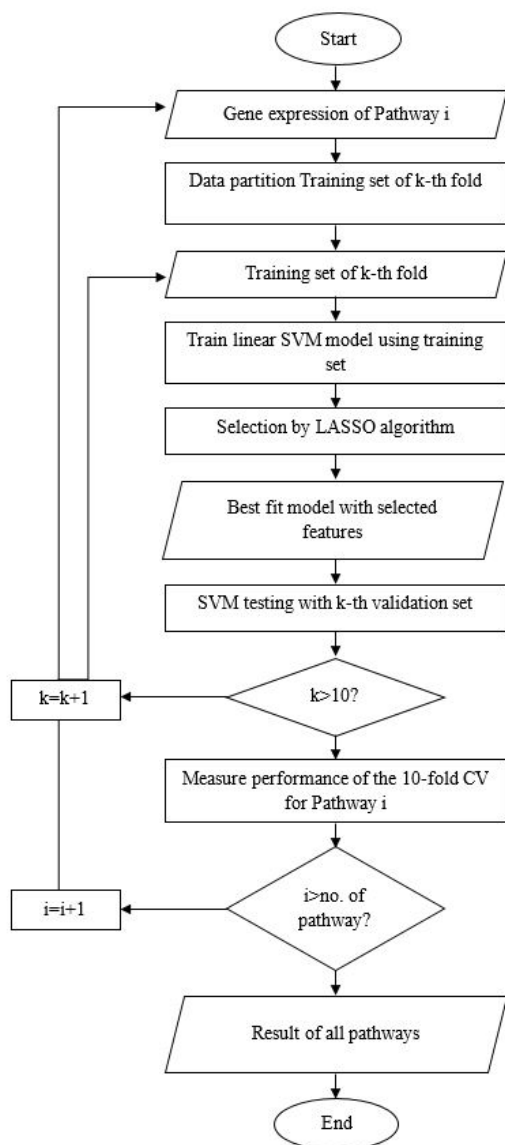 Start
Gene expression of Pathway i
Data partition Training set of k-th fold
Training set of k-th fold
Train linear SVM model using training
set
Selection by LASSO algorithm
Best fit model with selected
features
SVM testing with k-th validation set
k>10?
k=k+1
Measure performance of the 10-fold CV
for Pathway i
i>no. of
pathway?
i=i+1
Result of all pathways
End